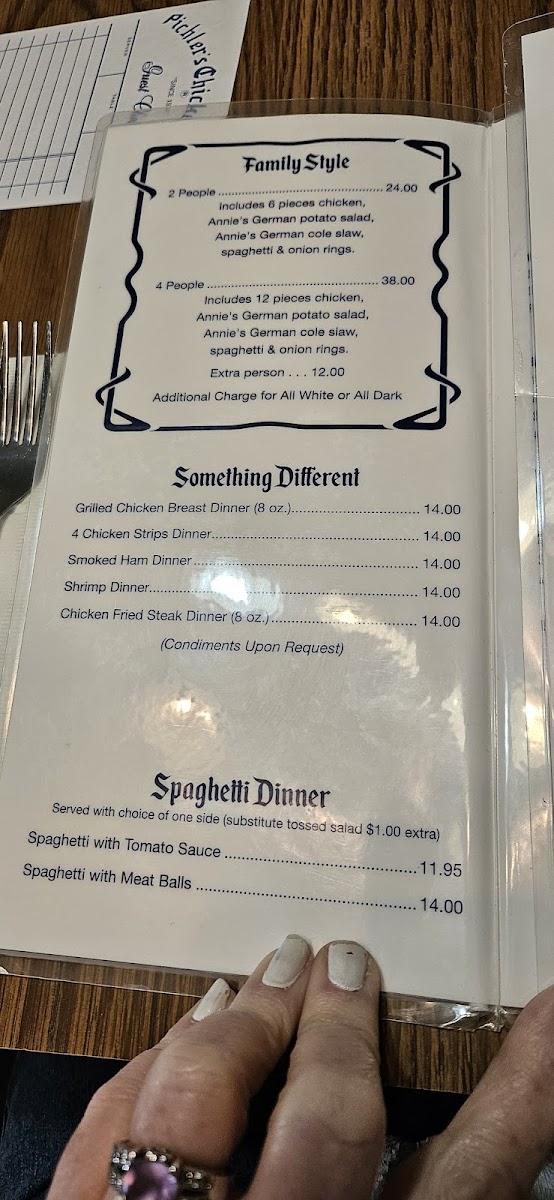 Pichler's Chick
"SINCE
Guest
Family Style
2 People ........................................ 24.00
Includes 6 pieces chicken,
Annie's German potato salad,
Annie's German cole slaw,
spaghetti & onion rings.
4 People ........................................ 38.00
Includes 12 pieces chicken,
Annie's German potato salad,
Annie's German cole slaw,
spaghetti & onion rings.
Extra person . . . 12.00
Additional Charge for All White or All Dark
Something Different
Grilled Chicken Breast Dinner (8 oz.)............................... 14.00
4 Chicken Strips Dinner.................................................. 14.00
Smoked Ham Dinner...................................................... 14.00
Shrimp Dinner................................................................ 14.00
Chicken Fried Steak Dinner (8 oz.)................................... 14.00
(Condiments Upon Request)
Spaghetti Dinner
Served with choice of one side (substitute tossed salad $1.00 extra)
Spaghetti with Tomato Sauce ........................................ 11.95
Spaghetti with Meat Balls ............................................. 14.00